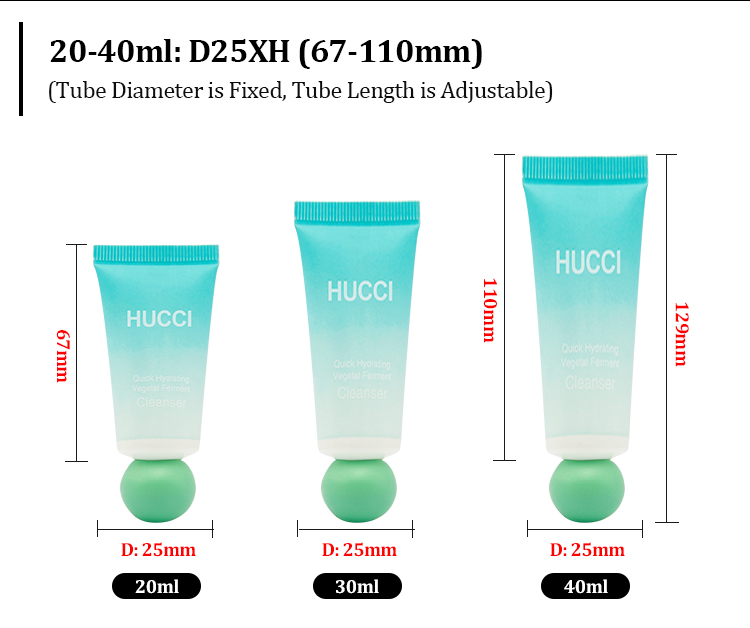 20-40ml: D25XH (67-110mm)
(Tube Diameter is Fixed, Tube Length is Adjustable)
67mm
HUCCI
Quick Hydrating
Vegetal Ferment
Cleanser
D: 25mm
20ml
HUCCI
Quick Hydrating
Vegetal Ferment
Cleanser
D: 25mm
30ml
110mm
129mm
HUCCI
Quick Hydrating
Vegetal Ferment
Cleanser
D: 25mm
40ml